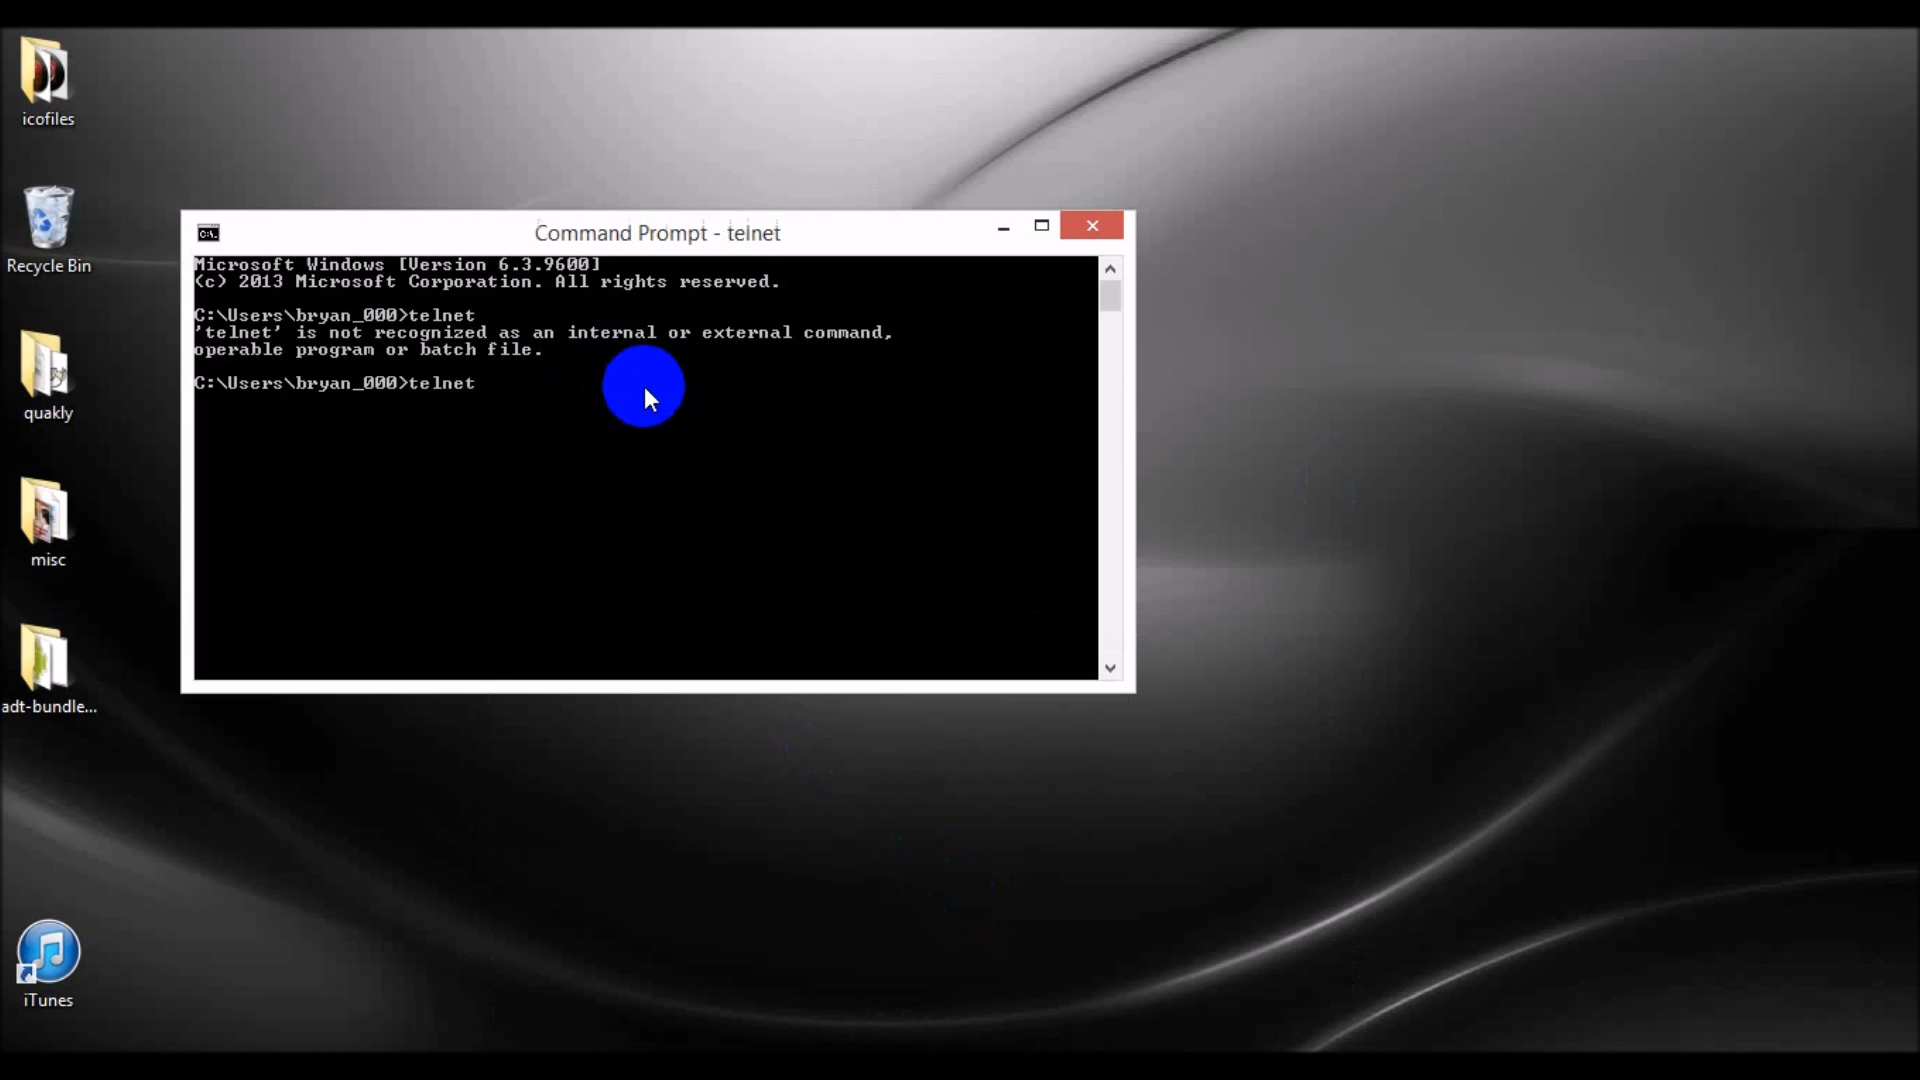 icofiles
Recycle Bin
quakly
misc
adt-bundle...
iTunes
Command Prompt - telnet
Microsoft Windows [Version 6.3.9600]
(c) 2013 Microsoft Corporation. All rights reserved.
C:\Users\bryan_000>telnet
'telnet' is not recognized as an internal or external command,
operable program or batch file.
C:\Users\bryan_000>telnet